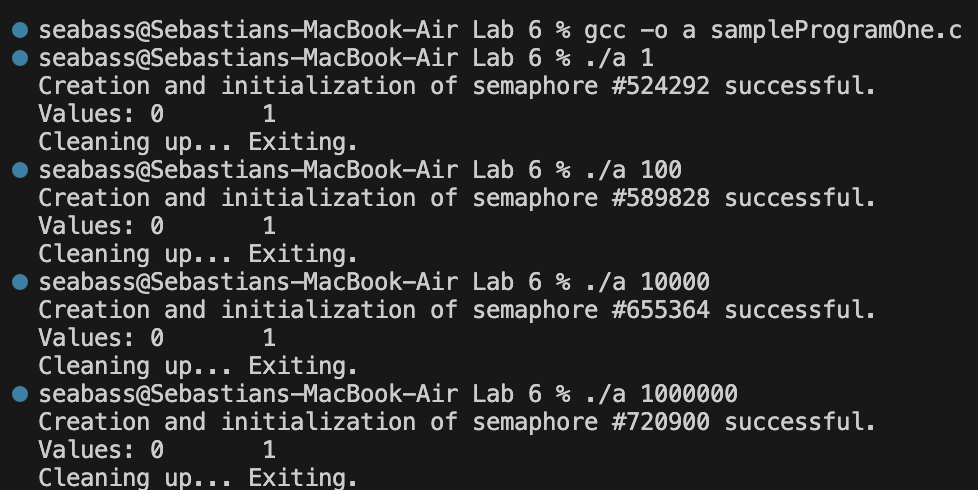 seabass@Sebastians-MacBook-Air Lab 6 % gcc -o a sampleProgramOne.c
seabass@Sebastians-MacBook-Air Lab 6 % ./a 1
Creation and initialization of semaphore #524292 successful.
Values: 0       1
Cleaning up... Exiting.
seabass@Sebastians-MacBook-Air Lab 6 % ./a 100
Creation and initialization of semaphore #589828 successful.
Values: 0       1
Cleaning up... Exiting.
seabass@Sebastians-MacBook-Air Lab 6 % ./a 10000
Creation and initialization of semaphore #655364 successful.
Values: 0       1
Cleaning up... Exiting.
seabass@Sebastians-MacBook-Air Lab 6 % ./a 1000000
Creation and initialization of semaphore #720900 successful.
Values: 0       1
Cleaning up... Exiting.